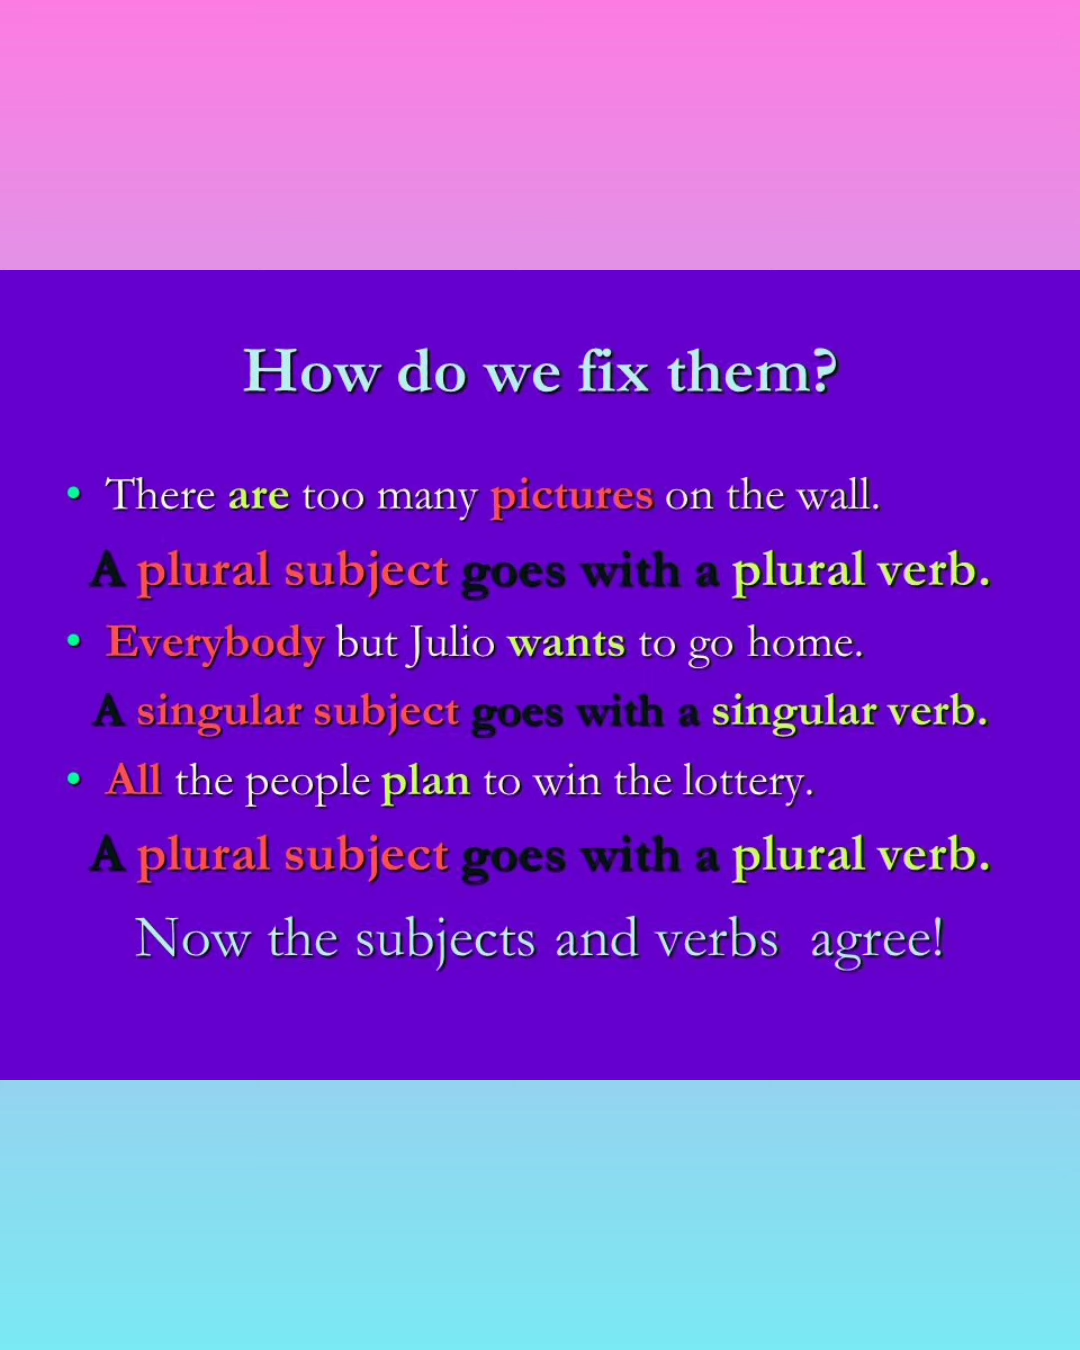 How do we fix them?
• There are too many pictures on the wall.
A plural subject goes with a plural verb.
• Everybody but Julio wants to go home.
A singular subject goes with a singular verb.
• All the people plan to win the lottery.
A plural subject goes with a plural verb.
Now the subjects and verbs  agree!